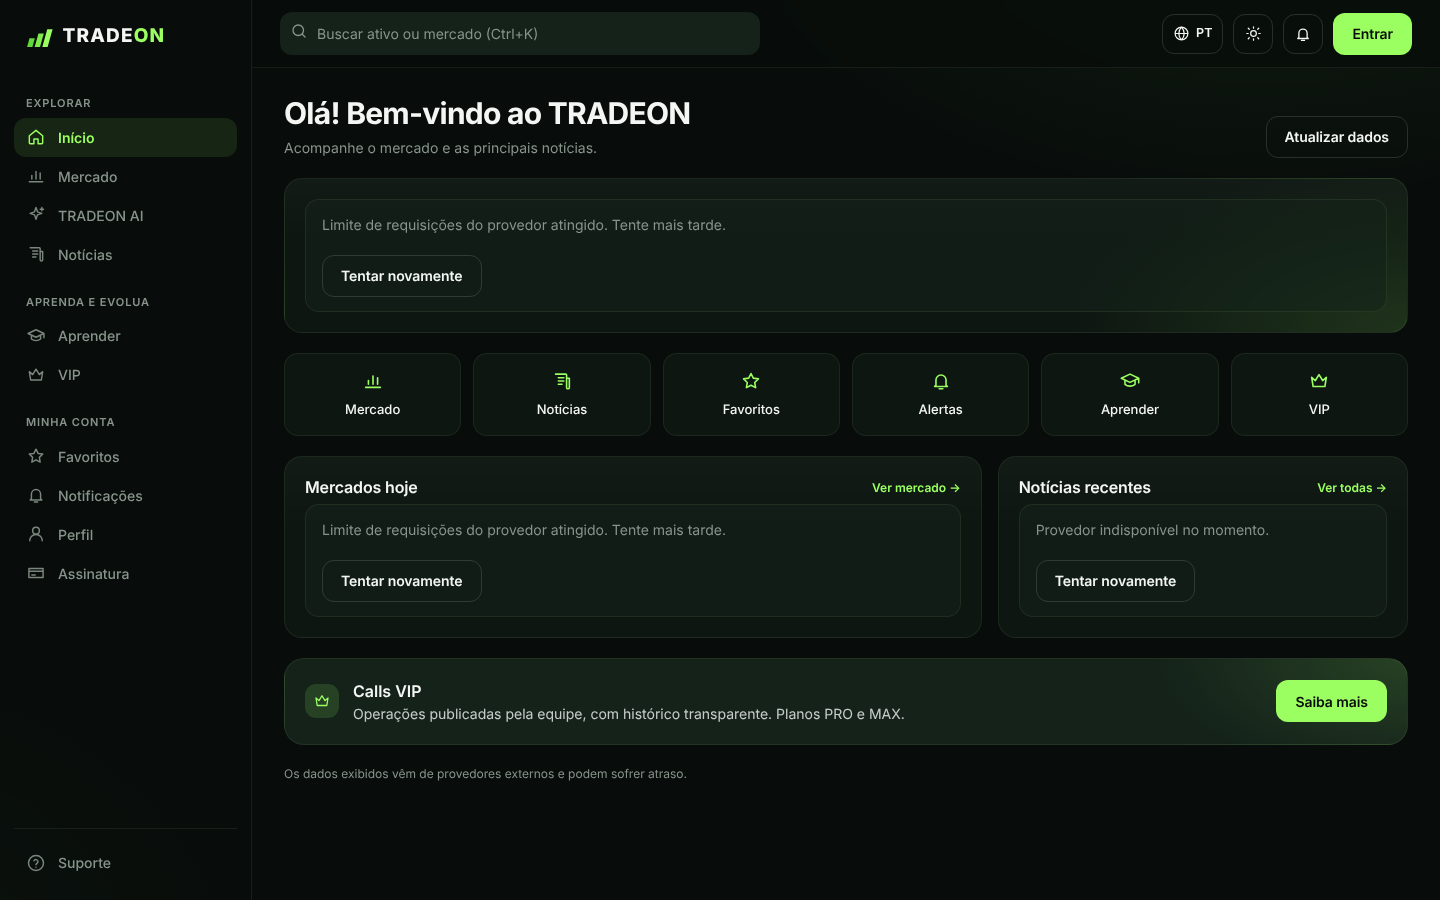 TRADEON
Buscar ativo ou mercado (Ctrl+K)
PT
Entrar
EXPLORAR
Início
Mercado
TRADEON AI
Notícias
APRENDA E EVOLUA
Aprender
VIP
MINHA CONTA
Favoritos
Notificações
Perfil
Assinatura
Suporte
Olá! Bem-vindo ao TRADEON
Acompanhe o mercado e as principais notícias.
Atualizar dados
Limite de requisições do provedor atingido. Tente mais tarde.
Tentar novamente
Mercado
Notícias
Favoritos
Alertas
Aprender
VIP
Mercados hoje
Ver mercado →
Limite de requisições do provedor atingido. Tente mais tarde.
Tentar novamente
Notícias recentes
Ver todas →
Provedor indisponível no momento.
Tentar novamente
Calls VIP
Operações publicadas pela equipe, com histórico transparente. Planos PRO e MAX.
Saiba mais
Os dados exibidos vêm de provedores externos e podem sofrer atraso.